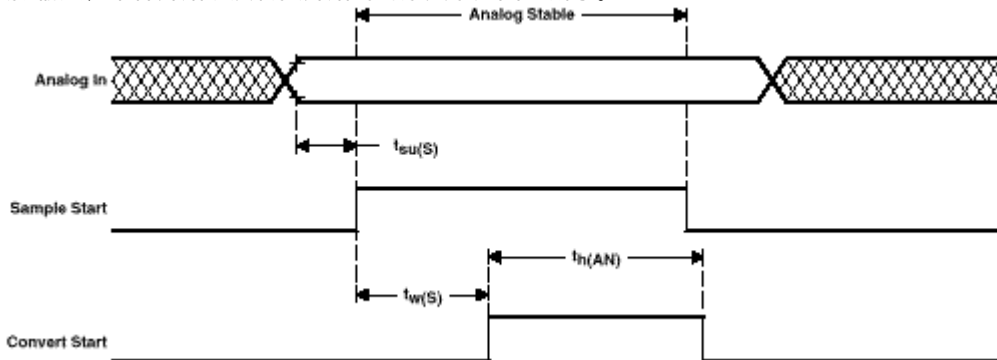 Analog Stable
Analog In
tsu(S)
Sample Start
th(AN)
tw(S)
Convert Start